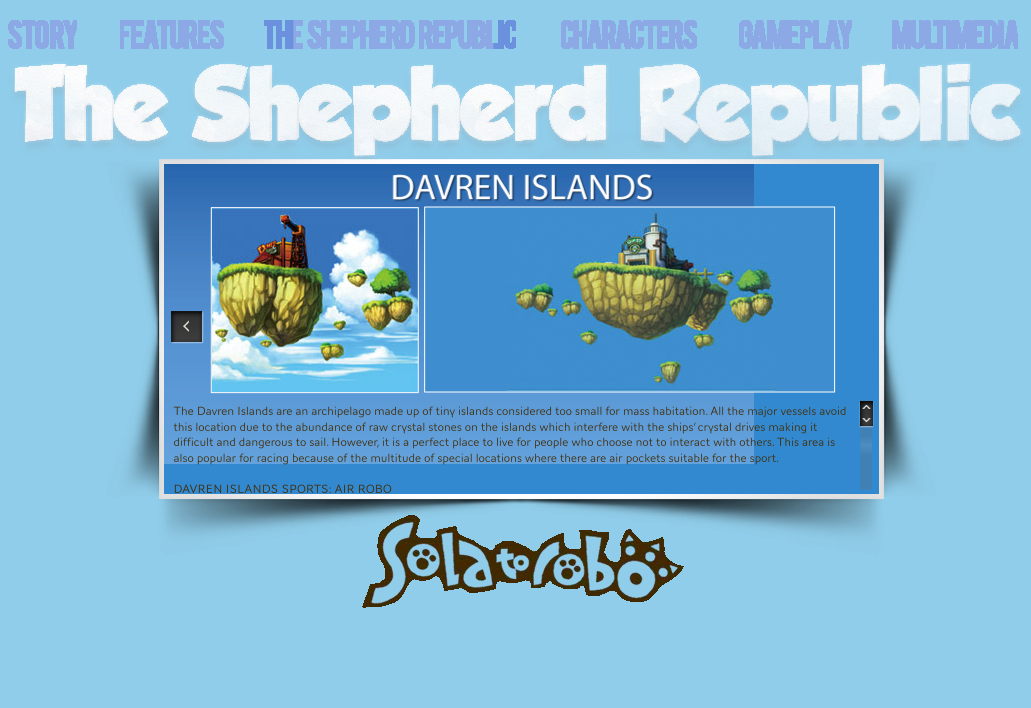 STORY FEATURES THE SHEPHERD REPUBLIC CHARACTERS GAMEPLAY MULTIMEDIA
The Shepherd Republic
DAVREN ISLANDS
The Davren Islands are an archipelago made up of tiny islands considered too small for mass habitation. All the major vessels avoid
this location due to the abundance of raw crystal stones on the islands which interfere with the ships' crystal drives making it
difficult and dangerous to sail. However, it is a perfect place to live for people who choose not to interact with others. This area is
also popular for racing because of the multitude of special locations where there are air pockets suitable for the sport.
DAVREN ISLANDS SPORTS: AIR ROBO
Solatorobo